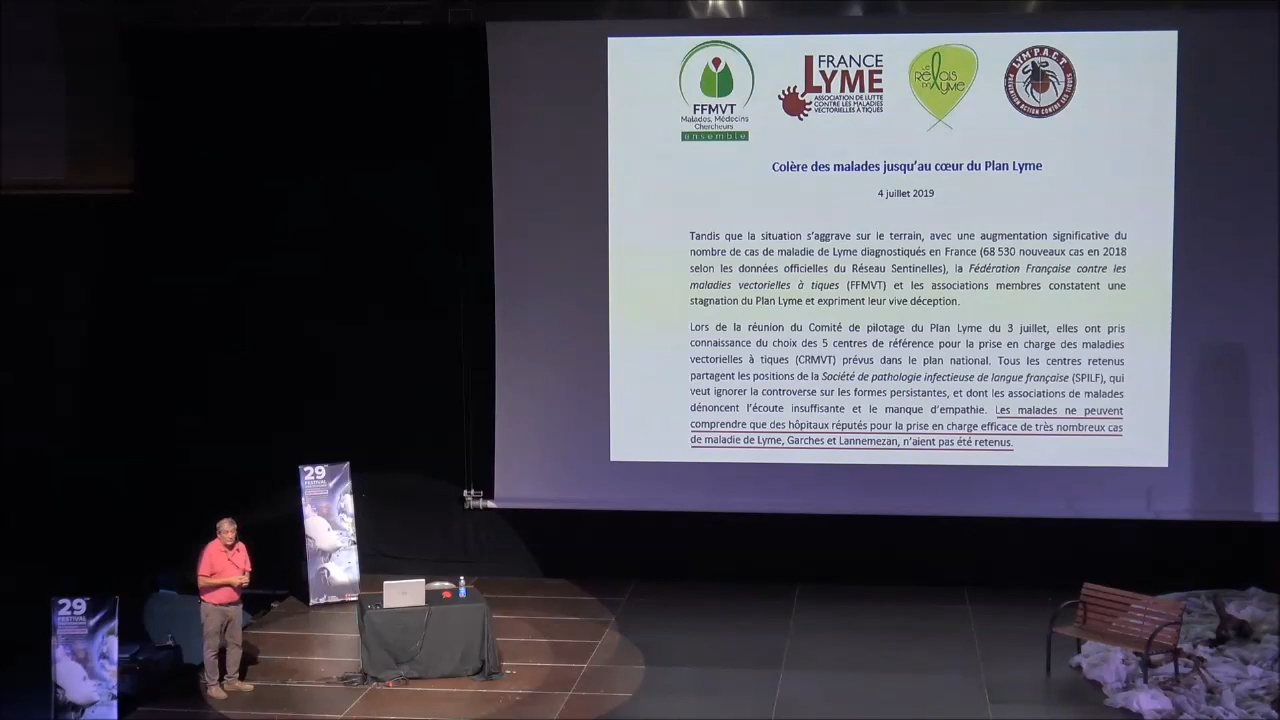 FFMVT
Malades, Médecins
Chercheurs
ensemble
FRANCE
LYME
ASSOCIATION DE LUTTE
CONTRE LES MALADIES
VECTORIELLES À TIQUES
Le
Relais
de Lyme
LYM'P.A.C.T.
PRÉVENTION ACTION CONTRE LES TIQUES
Colère des malades jusqu'au cœur du Plan Lyme
4 juillet 2019
Tandis que la situation s'aggrave sur le terrain, avec une augmentation significative du
nombre de cas de maladie de Lyme diagnostiqués en France (68 530 nouveaux cas en 2018
selon les données officielles du Réseau Sentinelles), la Fédération Française contre les
maladies vectorielles à tiques (FFMVT) et les associations membres constatent une
stagnation du Plan Lyme et expriment leur vive déception.
Lors de la réunion du Comité de pilotage du Plan Lyme du 3 juillet, elles ont pris
connaissance du choix des 5 centres de référence pour la prise en charge des maladies
vectorielles à tiques (CRMVT) prévus dans le plan national. Tous les centres retenus
partagent les positions de la Société de pathologie infectieuse de langue française (SPILF), qui
veut ignorer la controverse sur les formes persistantes, et dont les associations de malades
dénoncent l'écoute insuffisante et le manque d'empathie. Les malades ne peuvent
comprendre que des hôpitaux réputés pour la prise en charge efficace de très nombreux cas
de maladie de Lyme, Garches et Lannemezan, n'aient pas été retenus.
29
FESTIVAL
29
FESTIVAL